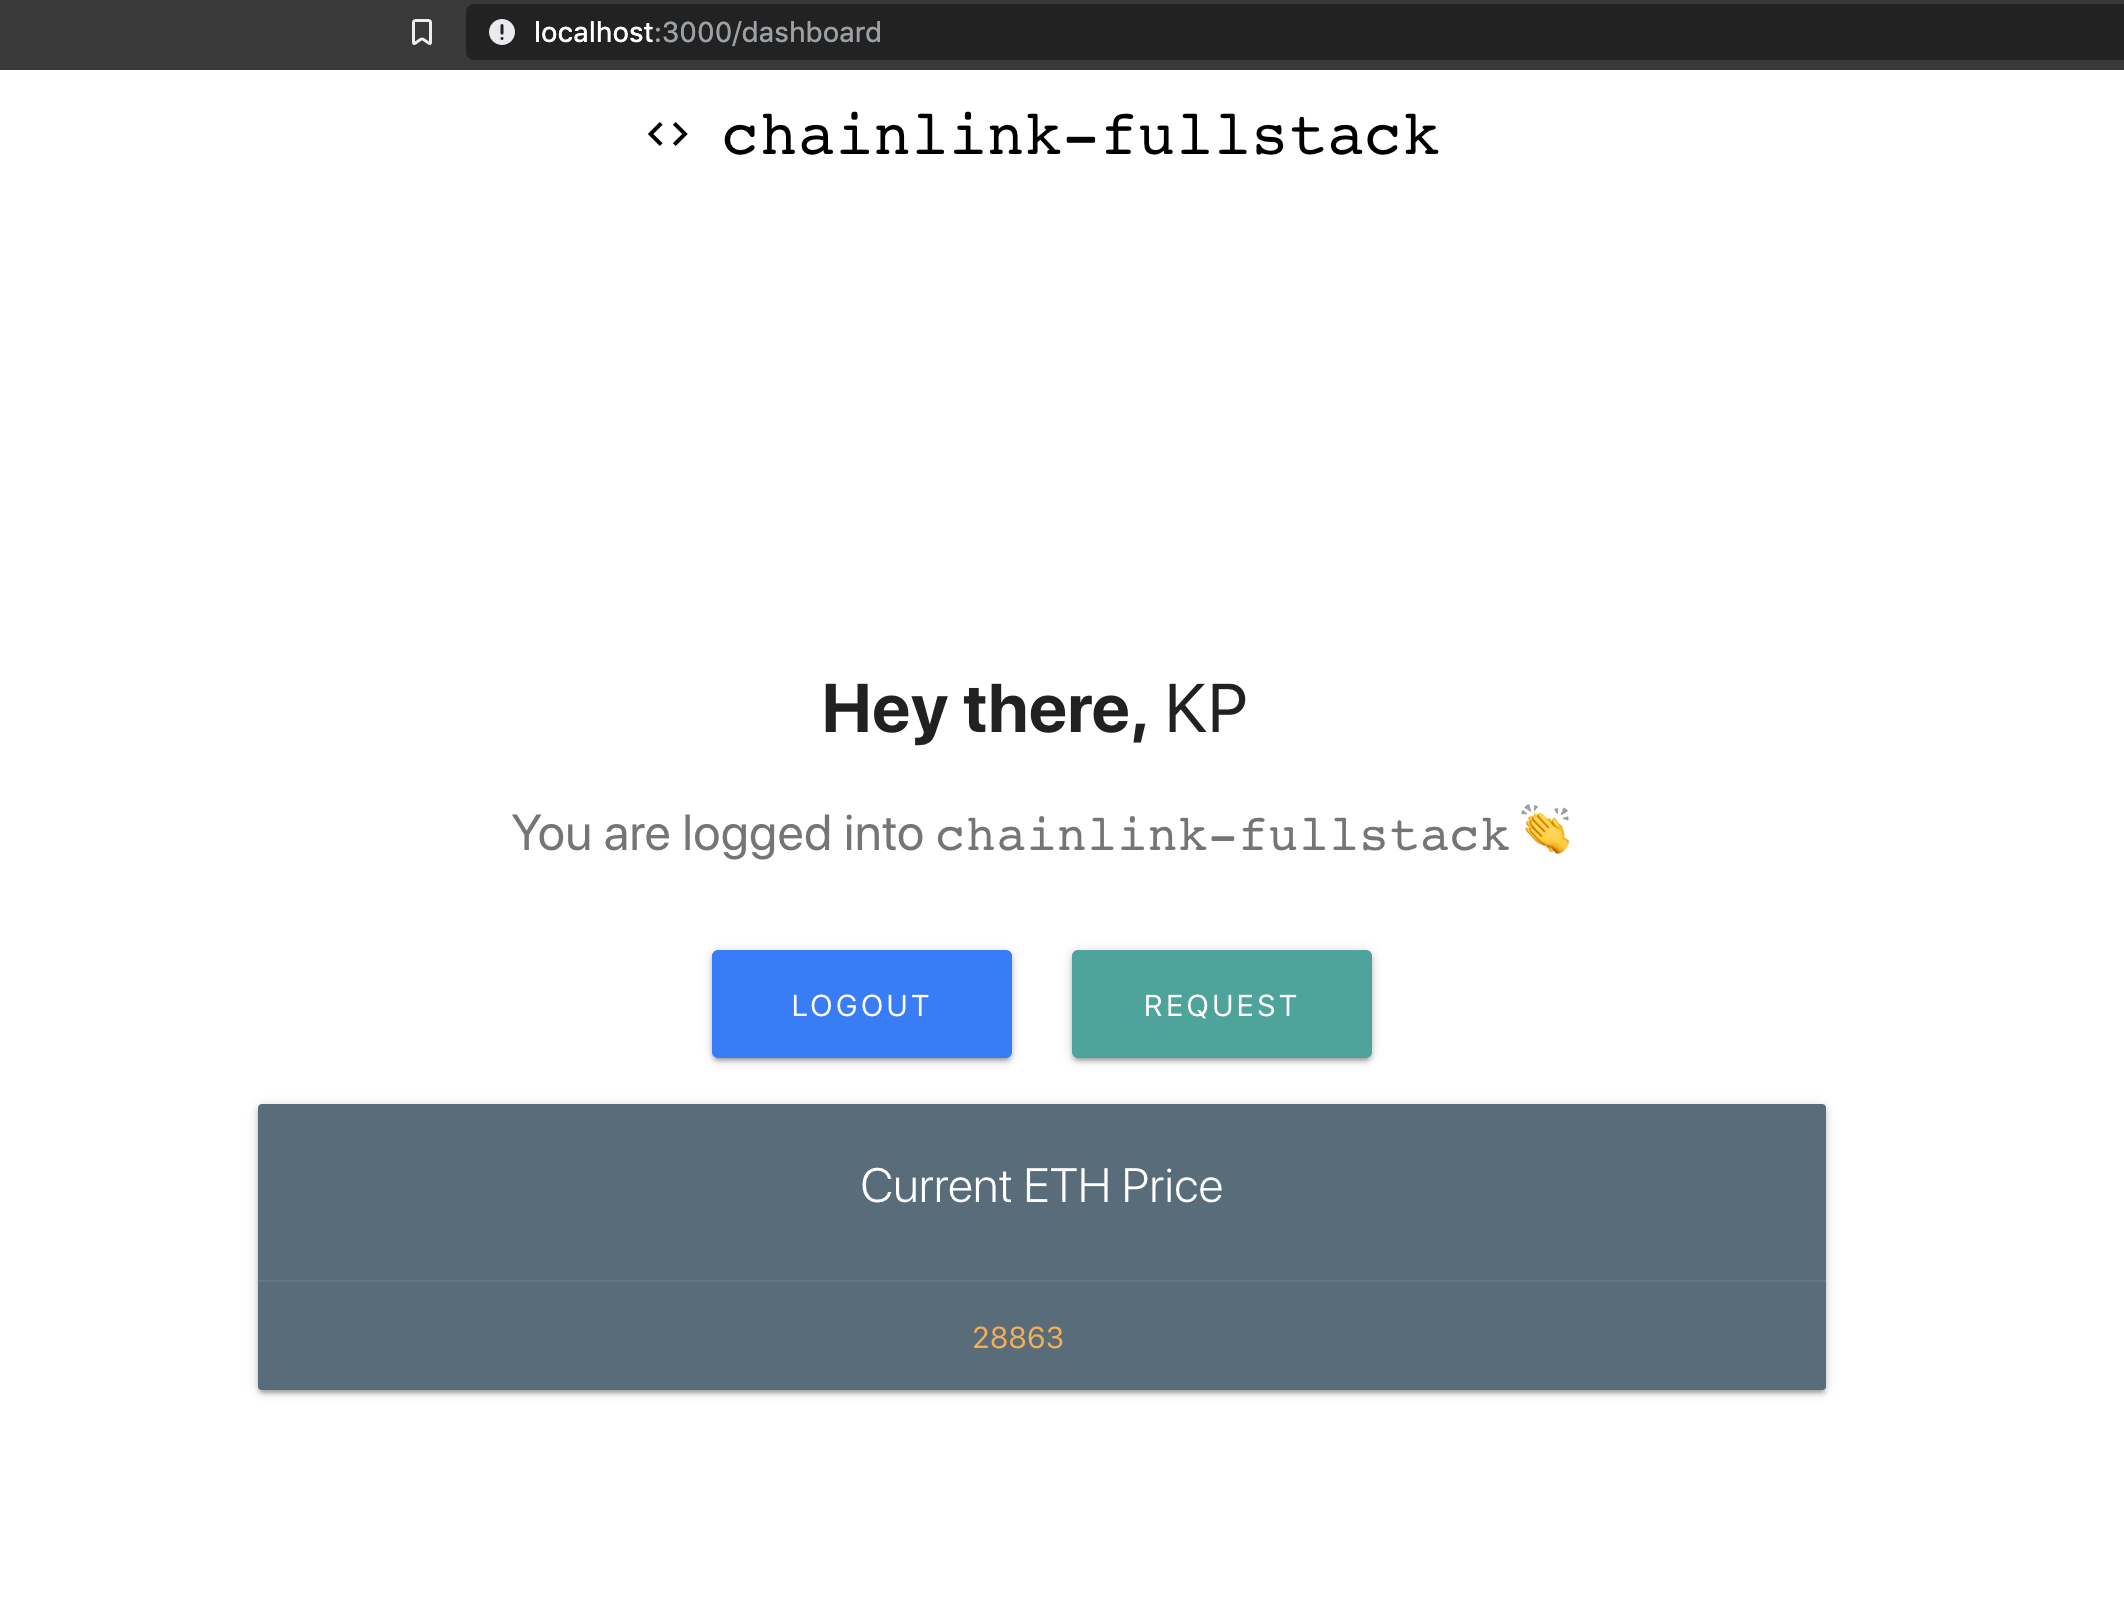 localhost:3000/dashboard
<> chainlink-fullstack
Hey there, KP
You are logged into chainlink-fullstack 👏
LOGOUT
REQUEST
Current ETH Price
28863